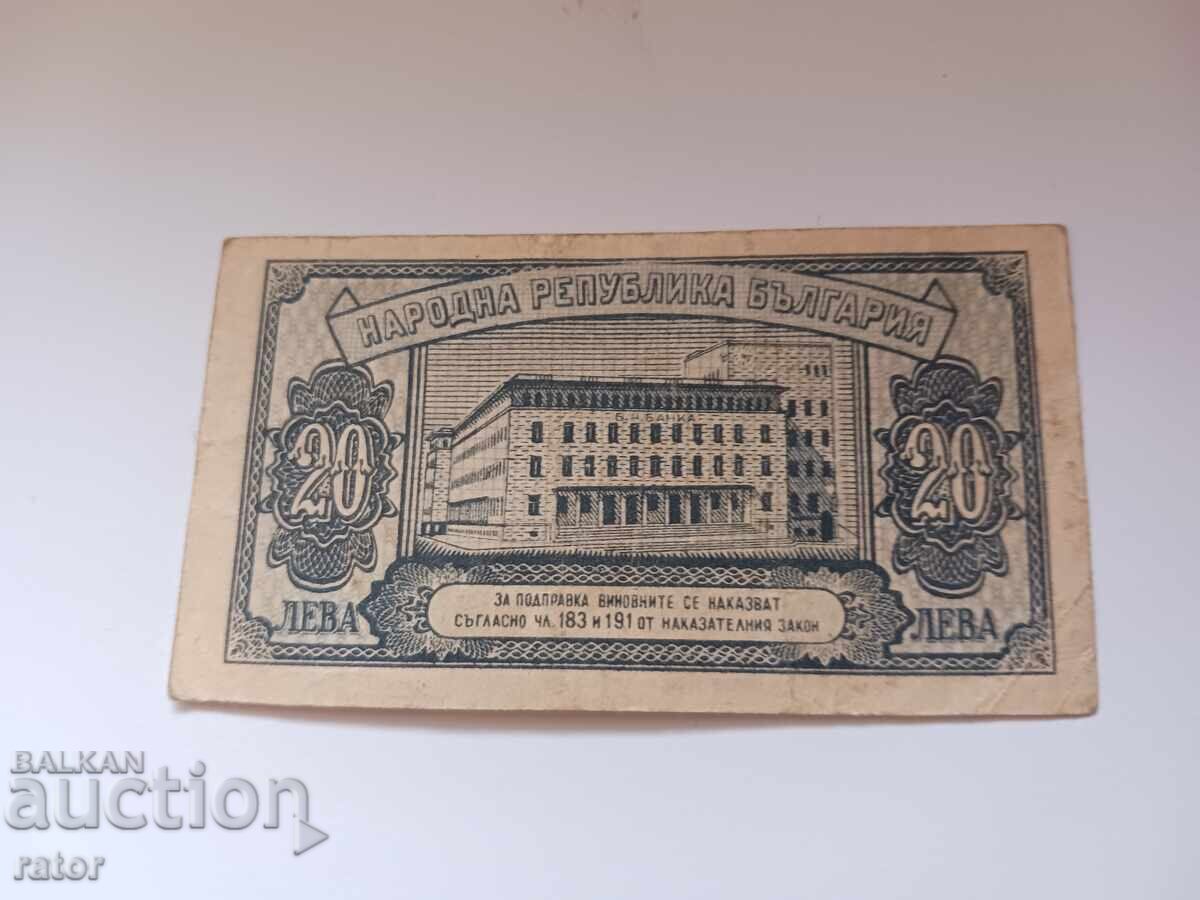 НАРОДНА РЕПУБЛИКА БЪЛГАРИЯ
Б.Н.БАНКА
20 20
ЛЕВА ЛЕВА
ЗА ПОДПРАВКА ВИНОВНИТЕ СЕ НАКАЗВАТ
СЪГЛАСНО ЧЛ. 183 И 191 ОТ НАКАЗАТЕЛНИЯ ЗАКОН
BALKAN
auction
rator